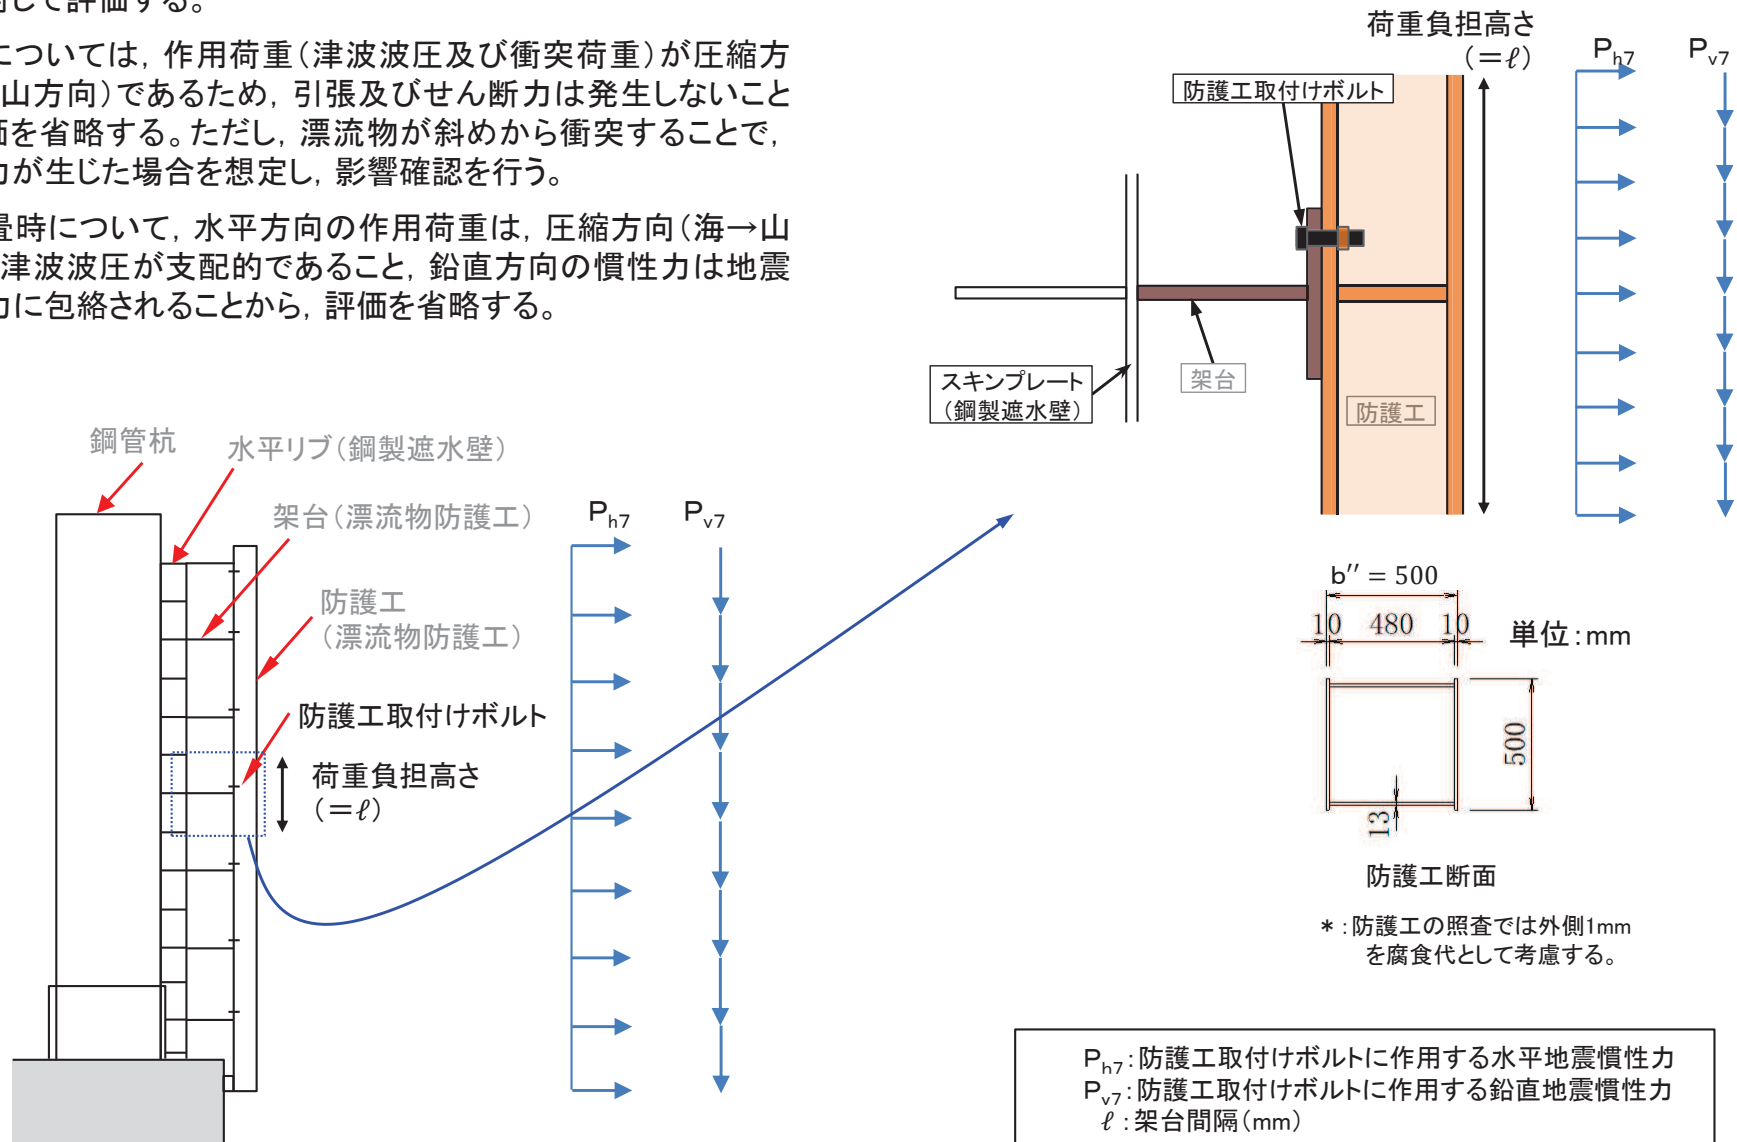 対して評価する。
については，作用荷重（津波波圧及び衝突荷重）が圧縮方
山方向）であるため，引張及びせん断力は発生しないこと
価を省略する。ただし，漂流物が斜めから衝突することで，
力が生じた場合を想定し，影響確認を行う。
畳時について，水平方向の作用荷重は，圧縮方向（海→山
津波波圧が支配的であること，鉛直方向の慣性力は地震
力に包絡されることから，評価を省略する。
荷重負担高さ
（＝ℓ）
Ph7
Pv7
防護工取付けボルト
スキンプレート
（鋼製遮水壁）
架台
防護工
鋼管杭
水平リブ（鋼製遮水壁）
架台（漂流物防護工）
Ph7
Pv7
防護工
（漂流物防護工）
防護工取付けボルト
荷重負担高さ
（＝ℓ）
b′′ = 500
10 480 10
単位：mm
500
13
防護工断面
＊：防護工の照査では外側1mm
を腐食代として考慮する。
Ph7：防護工取付けボルトに作用する水平地震慣性力
Pv7：防護工取付けボルトに作用する鉛直地震慣性力
ℓ：架台間隔（mm）